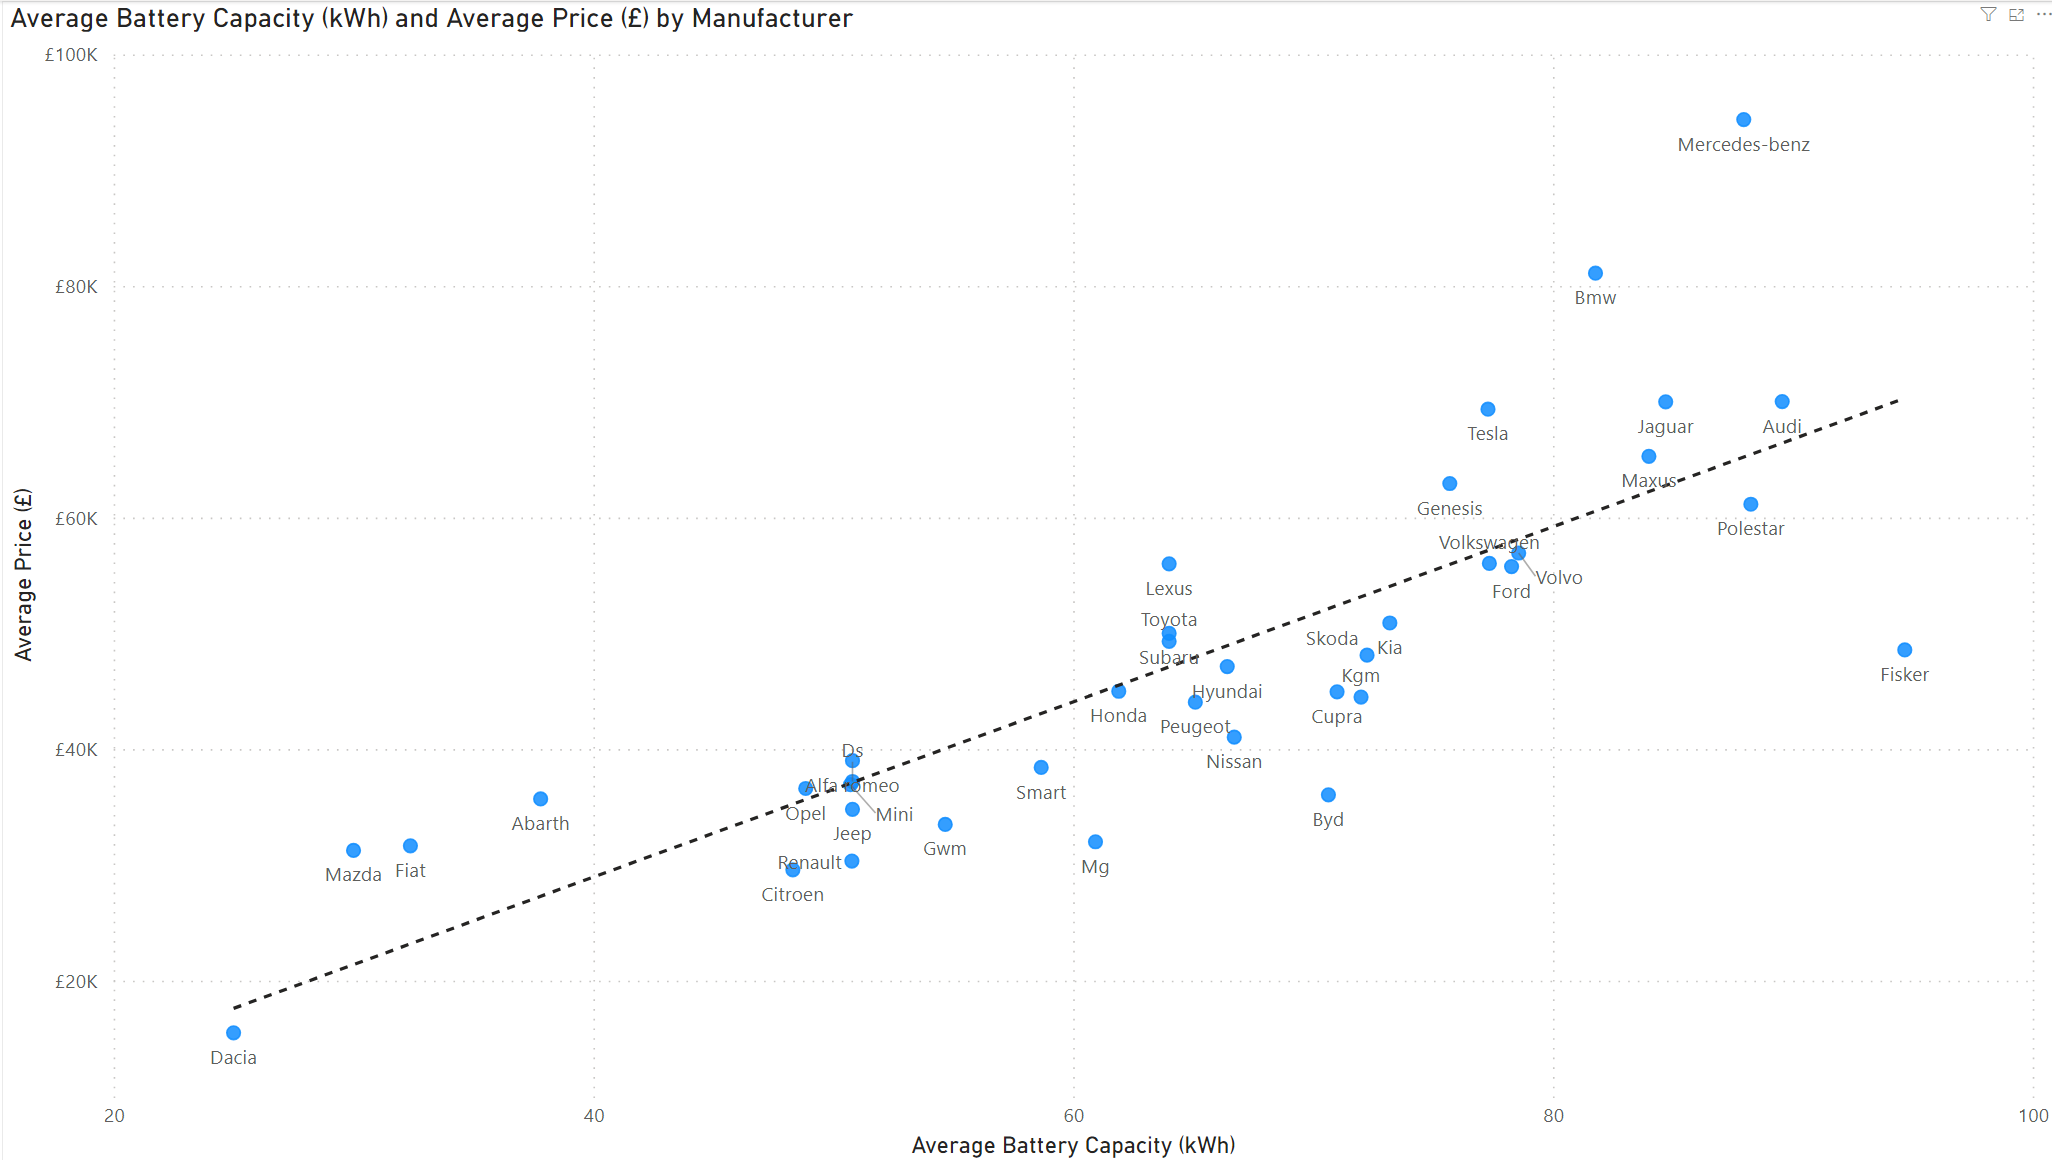 Average Battery Capacity (kWh) and Average Price (£) by Manufacturer
£100K
Mercedes-benz
£80K
Bmw
Jaguar
Audi
Tesla
Maxus
Genesis
£60K
Polestar
Volkswagen
Volvo
Lexus
Ford
Toyota
Skoda
Kia
Subaru
Fisker
Kgm
Hyundai
Honda
Cupra
Peugeot
£40K
Ds
Nissan
Alfa romeo
Smart
Opel
Mini
Abarth
Jeep
Byd
Gwm
Renault
Mg
Fiat
Mazda
Citroen
£20K
Dacia
20
40
60
80
100
Average Battery Capacity (kWh)
Average Price (£)